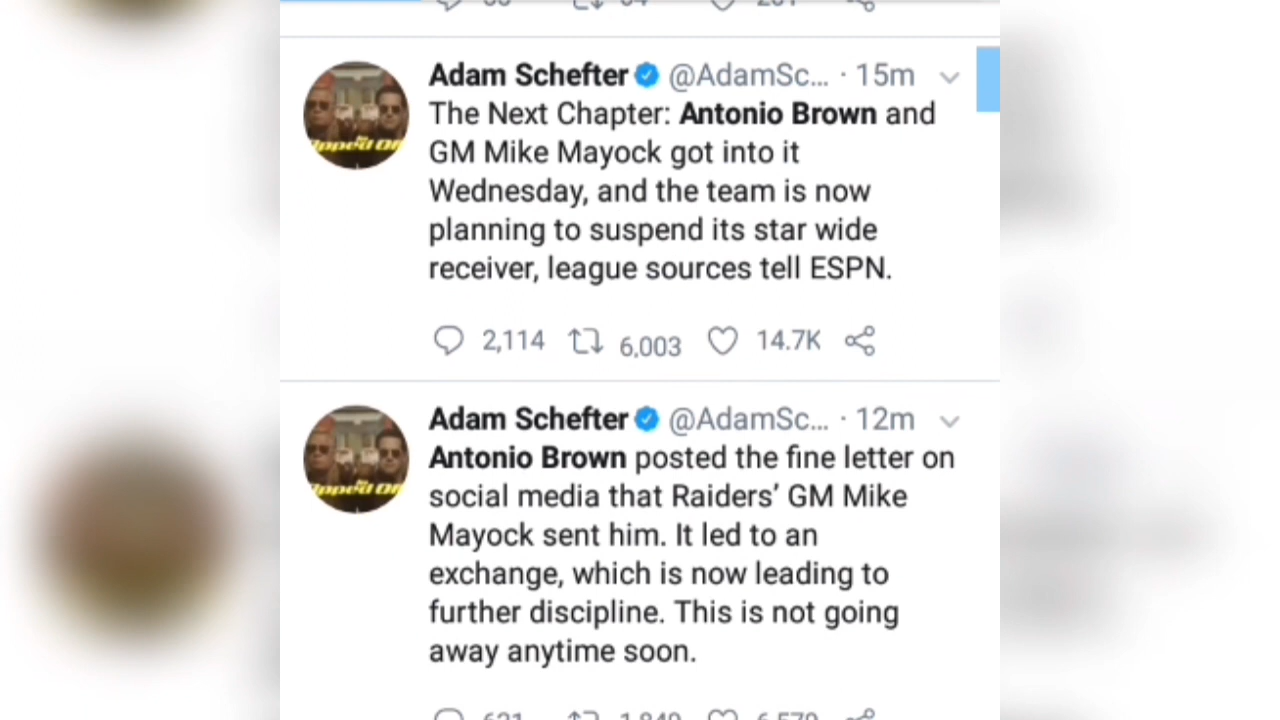 Adam Schefter @AdamSc... · 15m
The Next Chapter: Antonio Brown and
GM Mike Mayock got into it
Wednesday, and the team is now
planning to suspend its star wide
receiver, league sources tell ESPN.
2,114 6,003 14.7K
Adam Schefter @AdamSc... · 12m
Antonio Brown posted the fine letter on
social media that Raiders’ GM Mike
Mayock sent him. It led to an
exchange, which is now leading to
further discipline. This is not going
away anytime soon.